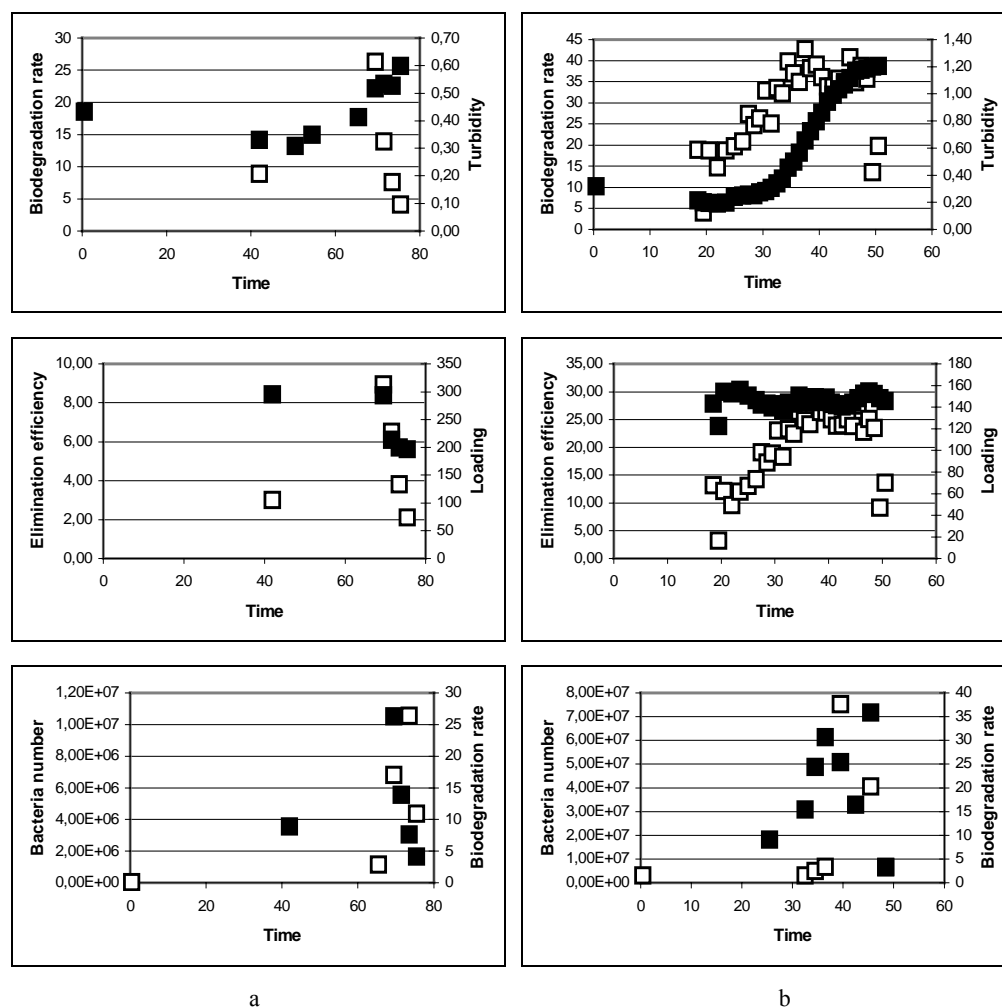 30
25
20
15
10
5
0
Biodegradation rate
0,70
0,60
0,50
0,40
0,30
0,20
0,10
0,00
Turbidity
0 20 40 60 80
Time
45
40
35
30
25
20
15
10
5
0
Biodegradation rate
1,40
1,20
1,00
0,80
0,60
0,40
0,20
0,00
Turbidity
0 10 20 30 40 50 60
Time
10,00
8,00
6,00
4,00
2,00
0,00
Elimination efficiency
350
300
250
200
150
100
50
0
Loading
0 20 40 60 80
Time
35,00
30,00
25,00
20,00
15,00
10,00
5,00
0,00
Elimination efficiency
180
160
140
120
100
80
60
40
20
0
Loading
0 10 20 30 40 50 60
Time
1,20E+07
1,00E+07
8,00E+06
6,00E+06
4,00E+06
2,00E+06
0,00E+00
Bacteria number
30
25
20
15
10
5
0
Biodegradation rate
0 20 40 60 80
Time
8,00E+07
7,00E+07
6,00E+07
5,00E+07
4,00E+07
3,00E+07
2,00E+07
1,00E+07
0,00E+00
Bacteria number
40
35
30
25
20
15
10
5
0
Biodegradation rate
0 10 20 30 40 50 60
Time
a
b